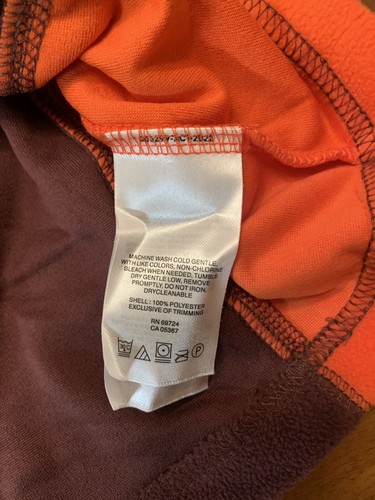 MACHINE WASH COLD GENTLE,
WITH LIKE COLORS, NON-CHLORINE
BLEACH WHEN NEEDED, TUMBLE
DRY GENTLE LOW, REMOVE
PROMPTLY, DO NOT IRON.
DRYCLEANABLE
SHELL: 100% POLYESTER
EXCLUSIVE OF TRIMMING
RN 69724
CA 05367
P